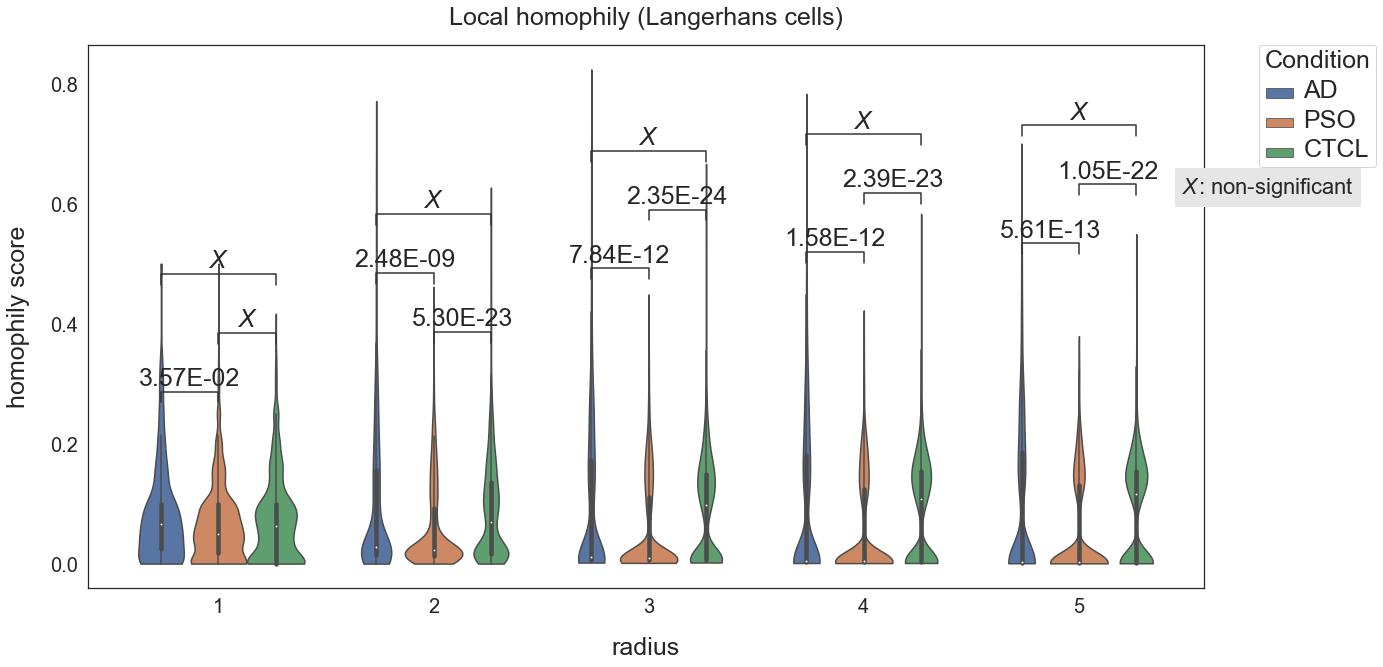 Local homophily (Langerhans cells)
Condition
AD
PSO
CTCL
X: non-significant
homophily score
0.8
0.6
0.4
0.2
0.0
X
X
3.57E-02
X
2.48E-09
5.30E-23
X
2.35E-24
7.84E-12
X
2.39E-23
1.58E-12
X
1.05E-22
5.61E-13
1 2 3 4 5
radius